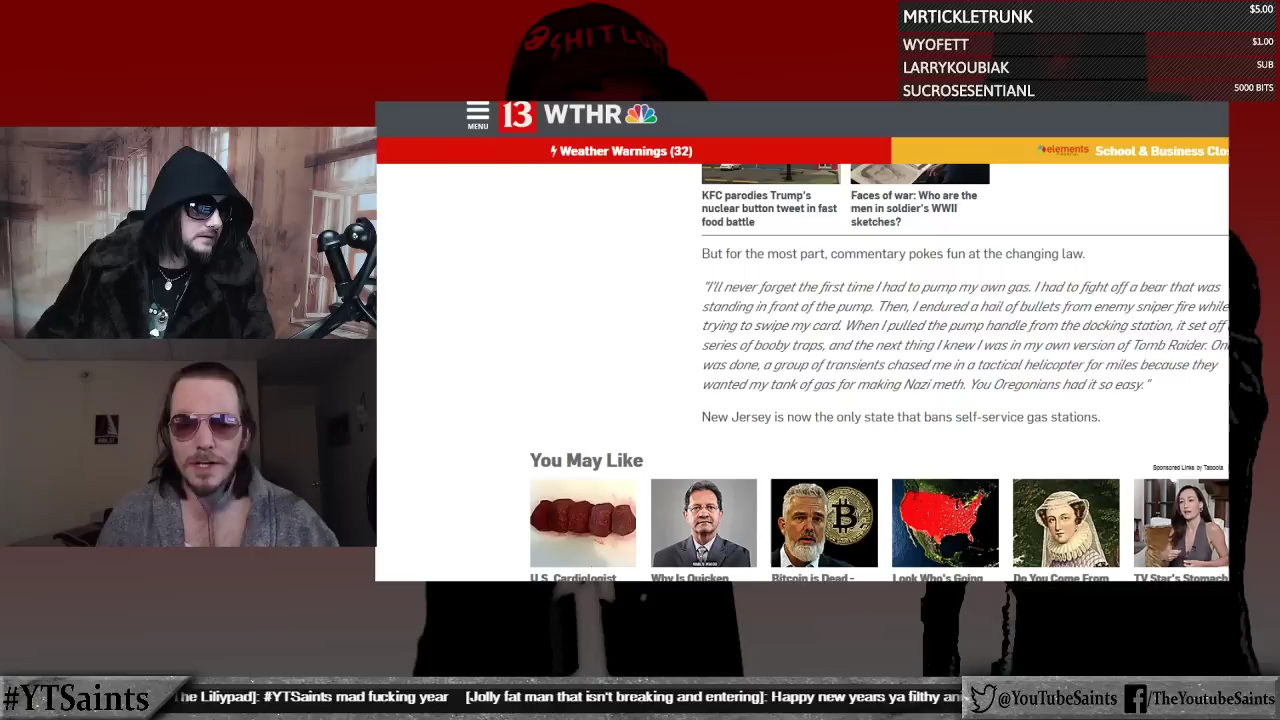 MRTICKLETRUNK $5.00
WYOFETT $1.00
LARRYKOUBIAK SUB
SUCROSESENTIANL 5000 BITS
SHIT LOR
MENU
13 WTHR
Weather Warnings (32)
elements
School & Business Clo
KFC parodies Trump's
nuclear button tweet in fast
food battle
Faces of war: Who are the
men in soldier's WWII
sketches?
But for the most part, commentary pokes fun at the changing law.
"I'll never forget the first time I had to pump my own gas. I had to fight off a bear that was
standing in front of the pump. Then, I endured a hail of bullets from enemy sniper fire while
trying to swipe my card. When I pulled the pump handle from the docking station, it set off
series of booby traps, and the next thing I knew I was in my own version of Tomb Raider. On
was done, a group of transients chased me in a tactical helicopter for miles because they
wanted my tank of gas for making Nazi meth. You Oregonians had it so easy."
New Jersey is now the only state that bans self-service gas stations.
You May Like
Sponsored Links by Taboola
U.S. Cardiologist
Why Is Quicken
Bitcoin is Dead -
Look Who's Going
Do You Come From
TV Star's Stomach
#YTSaints
he Liliypad]: #YTSaints mad fucking year [Jolly fat man that isn't breaking and entering]: Happy new years ya filthy an
@YouTubeSaints
/TheYoutubeSaints